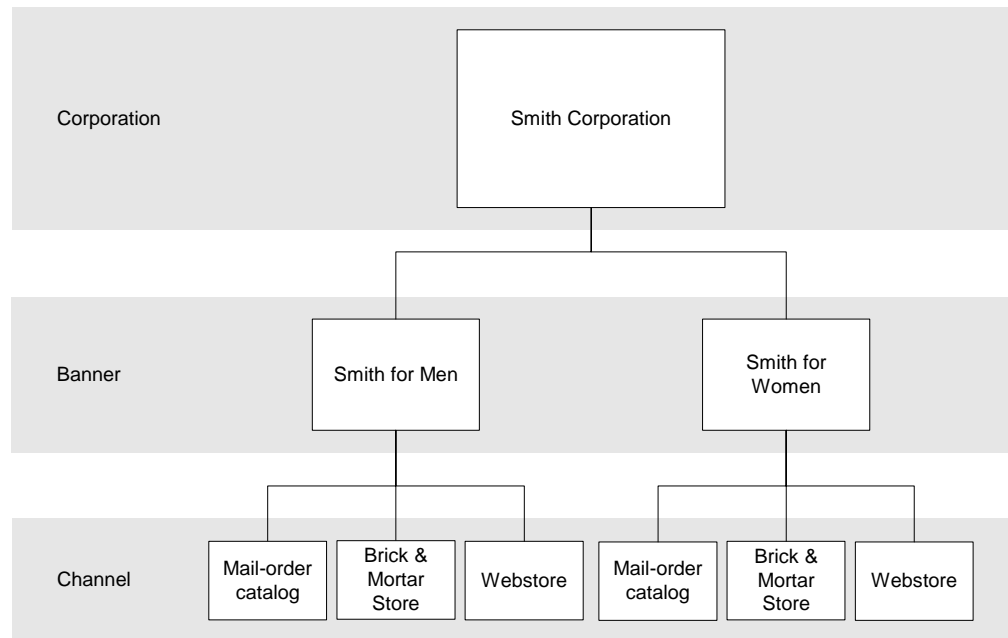 Corporation
Smith Corporation
Banner
Smith for Men
Smith for
Women
Channel
Mail-order
catalog
Brick &
Mortar
Store
Webstore
Mail-order
catalog
Brick &
Mortar
Store
Webstore